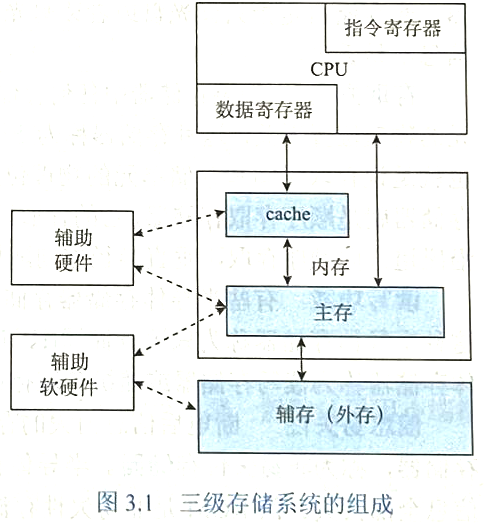 指令寄存器
CPU
数据寄存器
cache
辅助
硬件
内存
主存
辅助
软硬件
辅存（外存）
图 3.1 三级存储系统的组成